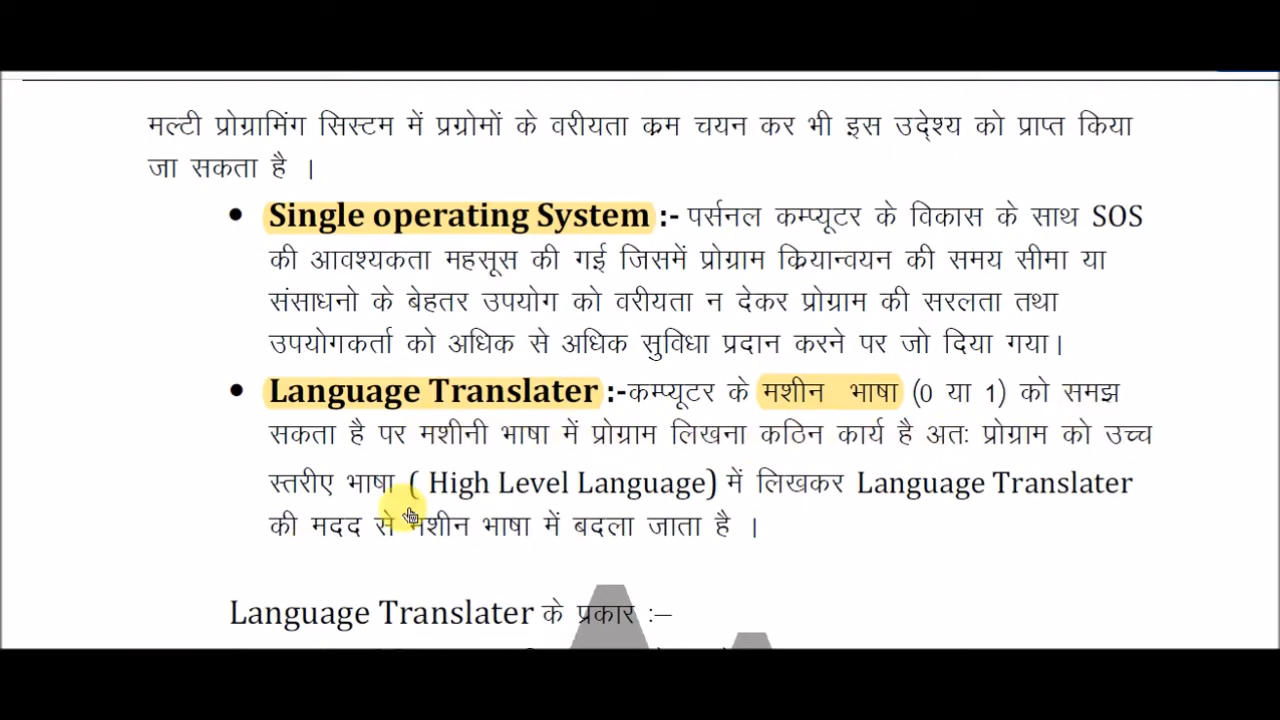 मल्टी प्रोग्रामिंग सिस्टम में प्रग्रोमों के वरीयता क्रम चयन कर भी इस उद्देश्य को प्राप्त किया
जा सकता है ।
• Single operating System :- पर्सनल कम्प्यूटर के विकास के साथ SOS
की आवश्यकता महसूस की गई जिसमें प्रोग्राम क्रियान्वयन की समय सीमा या
संसाधनो के बेहतर उपयोग को वरीयता न देकर प्रोग्राम की सरलता तथा
उपयोगकर्ता को अधिक से अधिक सुविधा प्रदान करने पर जो दिया गया।
• Language Translater :-कम्प्यूटर के मशीन भाषा (0 या 1) को समझ
सकता है पर मशीनी भाषा में प्रोग्राम लिखना कठिन कार्य है अतः प्रोग्राम को उच्च
स्तरीए भाषा ( High Level Language) में लिखकर Language Translater
की मदद से मशीन भाषा में बदला जाता है ।
Language Translater के प्रकार :–